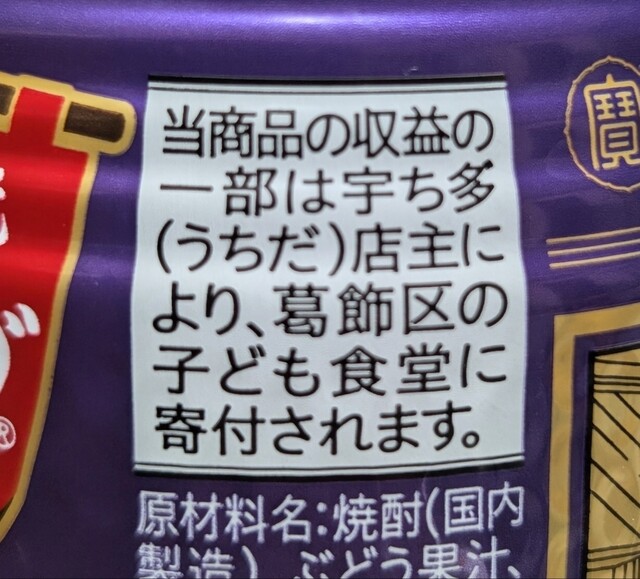 当商品の収益の
一部は宇ち多
(うちだ)店主に
より、葛飾区の
子ども食堂に
寄付されます。
原材料名:焼酎(国内
製造)、ぶどう果汁、
寶
®